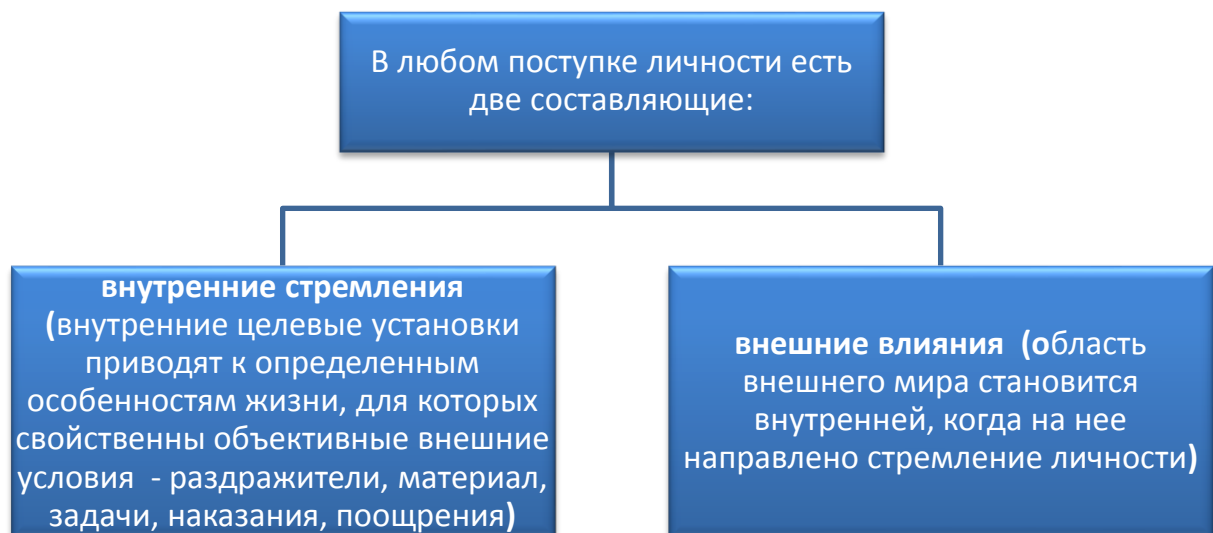 В любом поступке личности есть
две составляющие:
внутренние стремления
(внутренние целевые установки
приводят к определенным
особенностям жизни, для которых
свойственны объективные внешние
условия  - раздражители, материал,
задачи, наказания, поощрения)
внешние влияния  (область
внешнего мира становится
внутренней, когда на нее
направлено стремление личности)